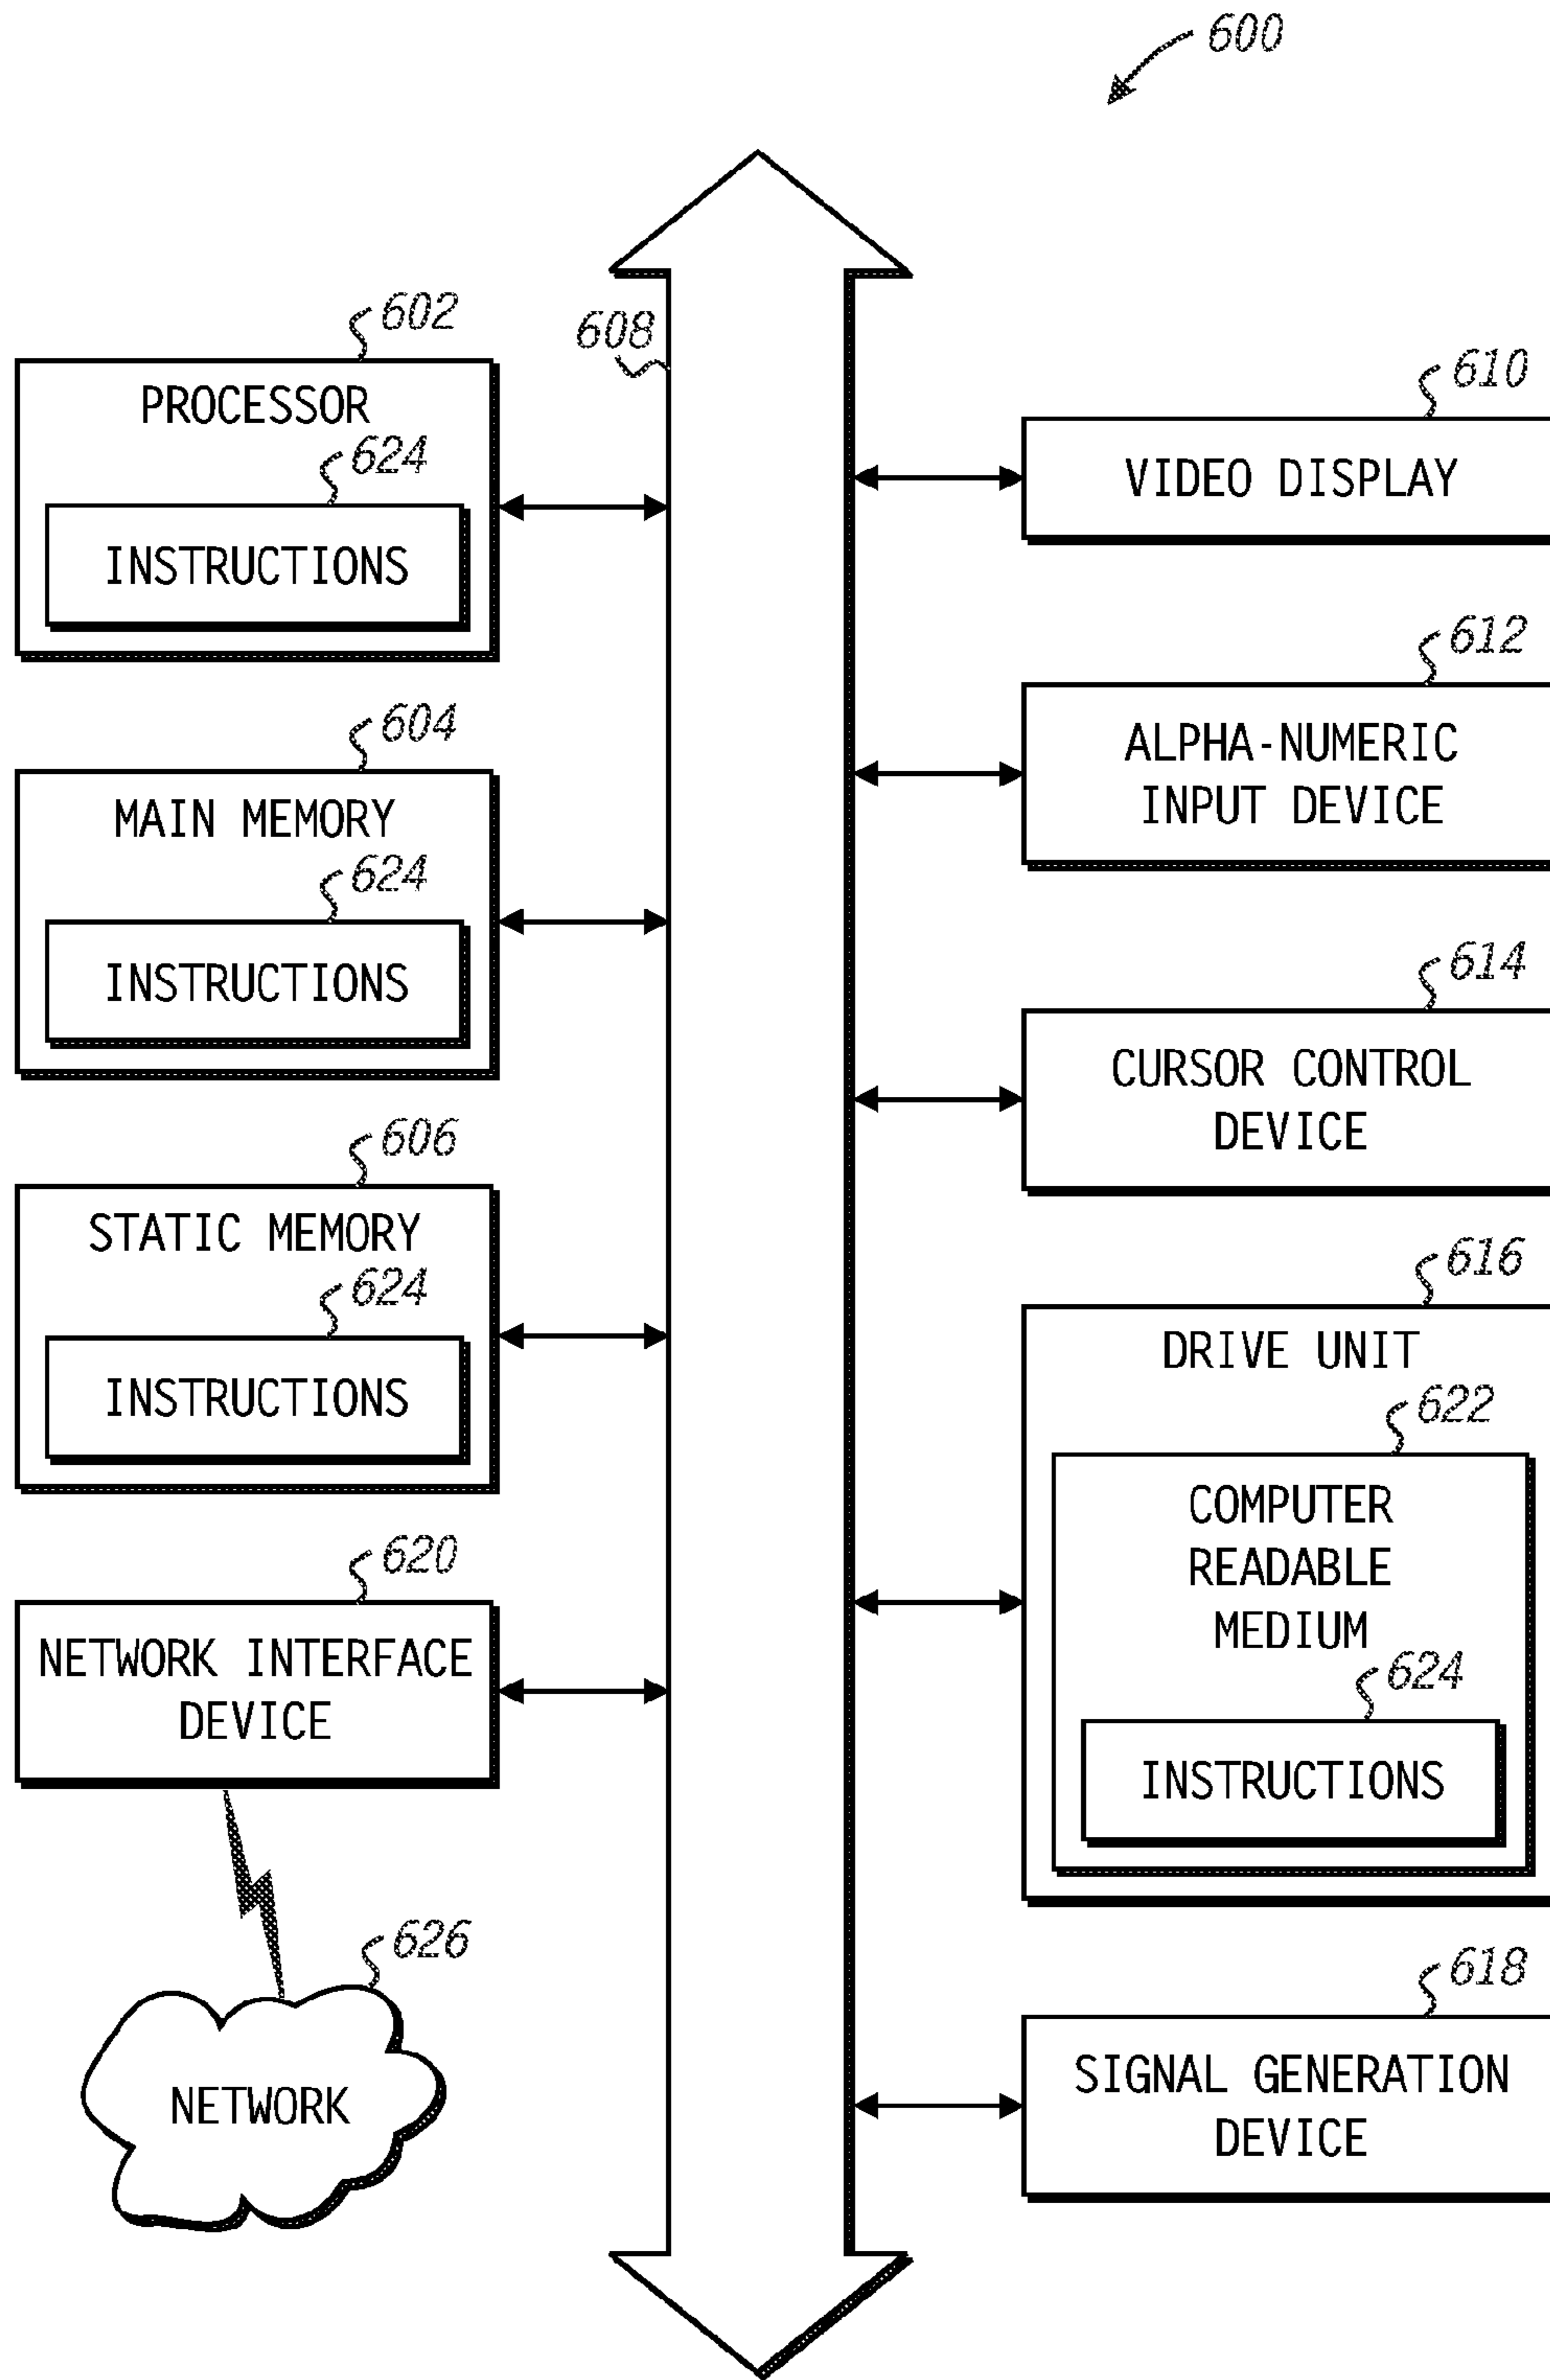 600
602
PROCESSOR
624
INSTRUCTIONS
604
MAIN MEMORY
624
INSTRUCTIONS
606
STATIC MEMORY
624
INSTRUCTIONS
620
NETWORK INTERFACE
DEVICE
626
NETWORK
608
610
VIDEO DISPLAY
612
ALPHA-NUMERIC
INPUT DEVICE
614
CURSOR CONTROL
DEVICE
616
DRIVE UNIT
622
COMPUTER
READABLE
MEDIUM
624
INSTRUCTIONS
618
SIGNAL GENERATION
DEVICE